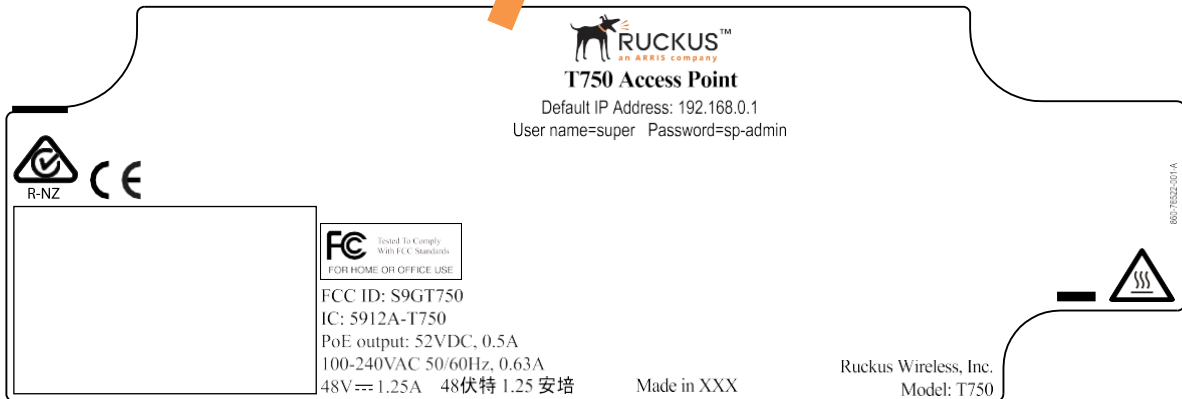 RUCKUS™
an ARRIS company
T750 Access Point
Default IP Address: 192.168.0.1
User name=super Password=sp-admin
R-NZ
CE
860-76522-001-A
FC
Tested To Comply
With FCC Standards
FOR HOME OR OFFICE USE
FCC ID: S9GT750
IC: 5912A-T750
PoE output: 52VDC, 0.5A
100-240VAC 50/60Hz, 0.63A
48V⎓1.25A 48伏特 1.25 安培
Made in XXX
Ruckus Wireless, Inc.
Model: T750